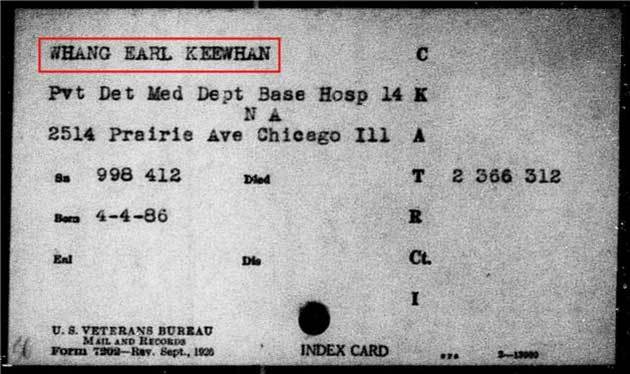 WHANG EARL KEEWHAN C
Pvt Det Med Dept Base Hosp 14 K
N A
2514 Prairie Ave Chicago Ill A
Sn 998 412 Died T 2 366 312
Born 4-4-86 R
Enl Dis Ct.
I
U. S. VETERANS BUREAU
MAIL AND RECORDS
Form 7202—Rev. Sept., 1926 INDEX CARD